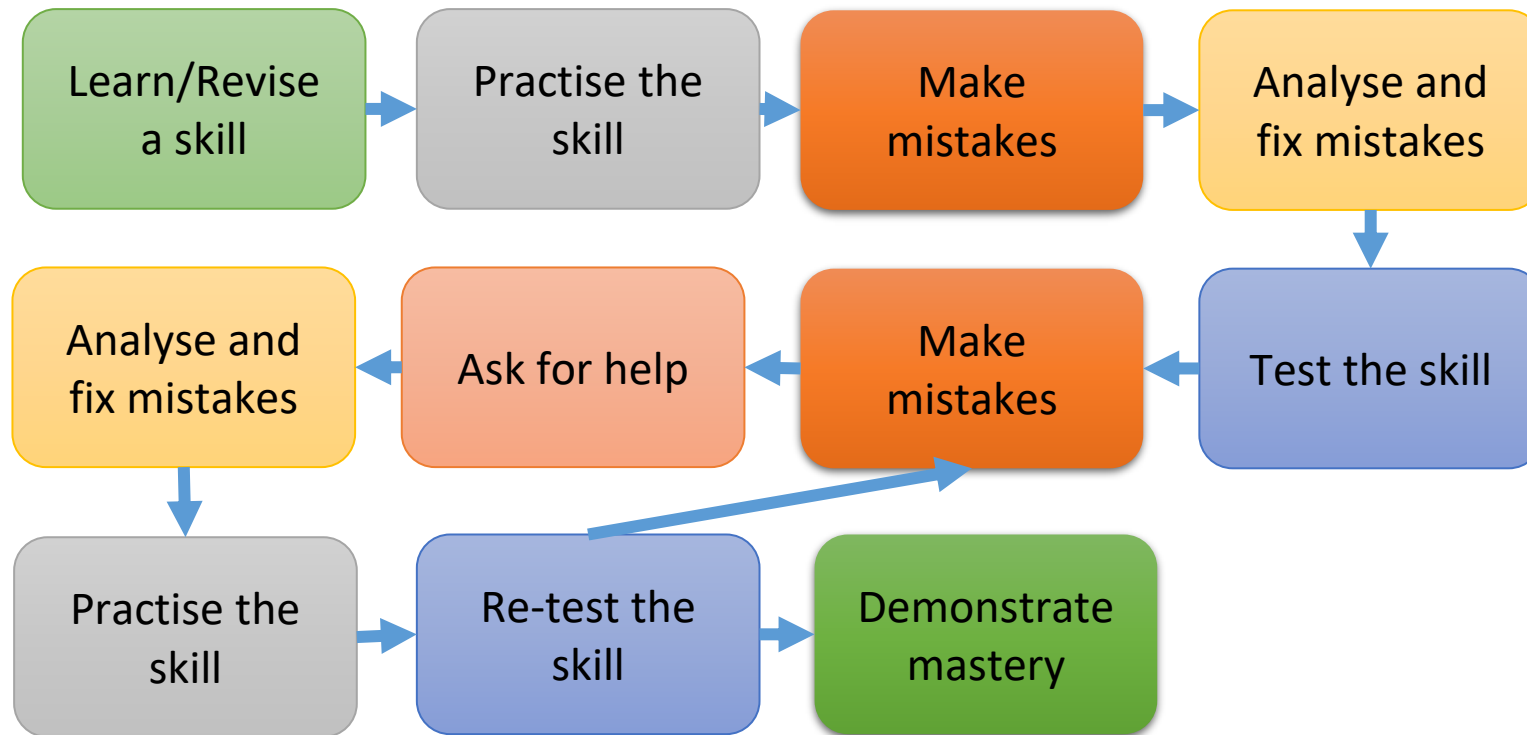 Learn/Revise
a skill
Practise the
skill
Make
mistakes
Analyse and
fix mistakes
Analyse and
fix mistakes
Ask for help
Make
mistakes
Test the skill
Practise the
skill
Re-test the
skill
Demonstrate
mastery